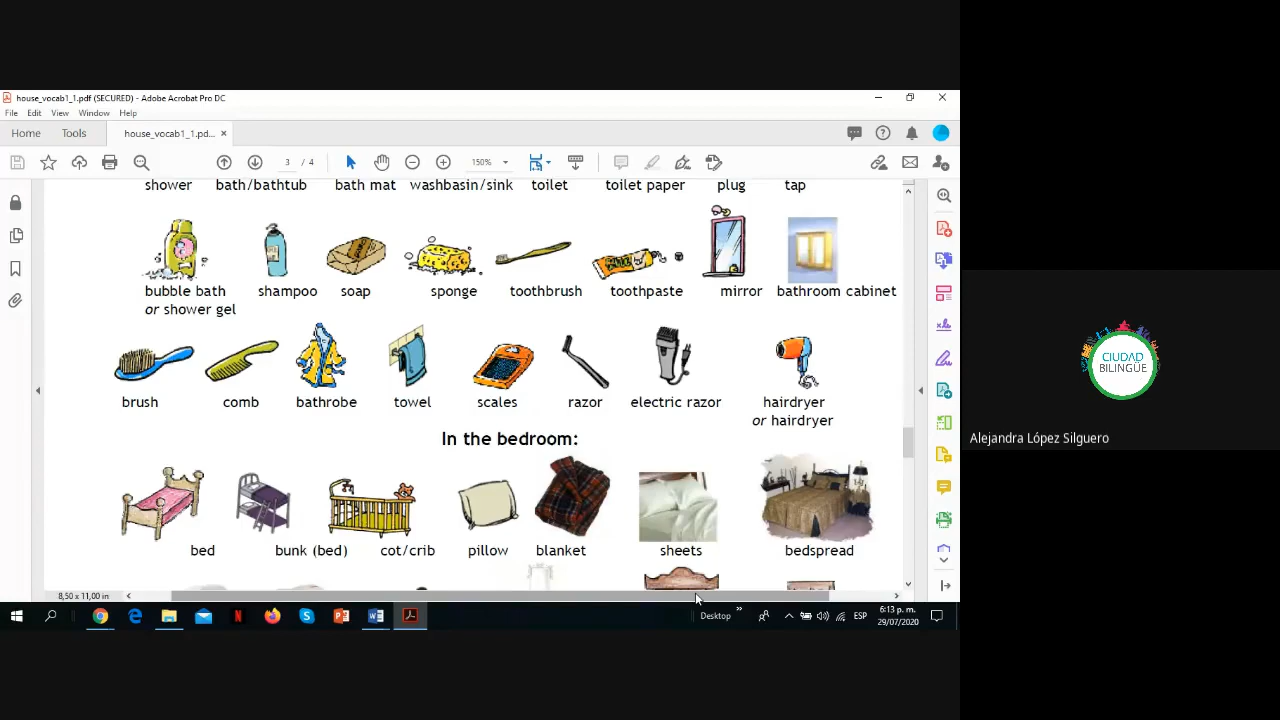 house_vocab1_1.pdf (SECURED) - Adobe Acrobat Pro DC
File Edit View Window Help
Home Tools house_vocab1_1.pd... ×
3 / 4 150%
shower bath/bathtub bath mat washbasin/sink toilet toilet paper plug tap
bubble bath shampoo soap sponge toothbrush toothpaste mirror bathroom cabinet
or shower gel
brush comb bathrobe towel scales razor electric razor hairdryer
or hairdryer
In the bedroom:
bed bunk (bed) cot/crib pillow blanket sheets bedspread
8,50 x 11,00 in
Desktop » ESP 6:13 p. m.
29/07/2020
CIUDAD
BILINGÜE
Alejandra López Silguero